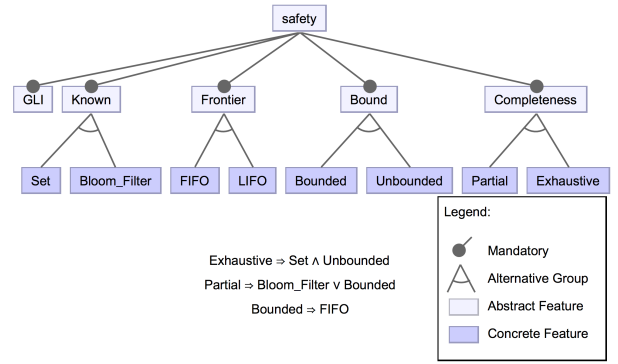 safety
GLI Known Frontier Bound Completeness
Set Bloom_Filter FIFO LIFO Bounded Unbounded Partial Exhaustive
Exhaustive ⇒ Set ∧ Unbounded
Partial ⇒ Bloom_Filter ∨ Bounded
Bounded ⇒ FIFO
Legend:
Mandatory
Alternative Group
Abstract Feature
Concrete Feature